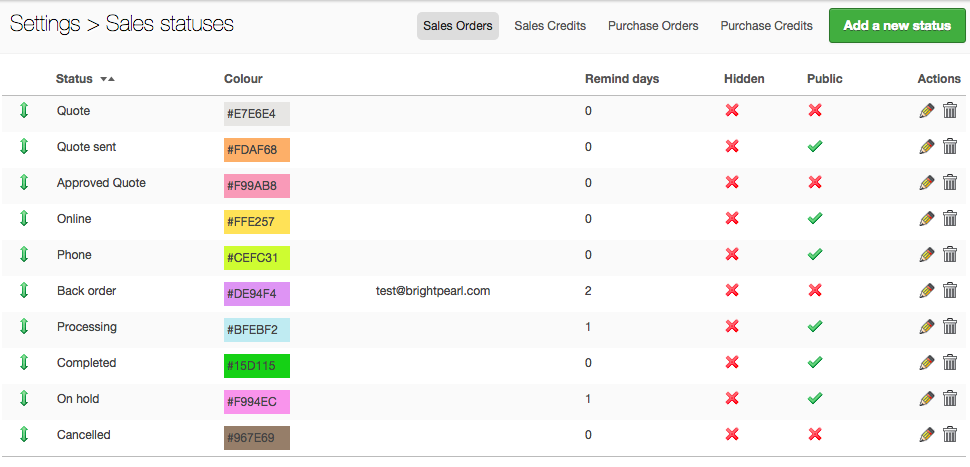 Settings > Sales statuses
Sales Orders Sales Credits Purchase Orders Purchase Credits Add a new status
Status Colour Remind days Hidden Public Actions
Quote #E7E6E4 0
Quote sent #FDAF68 0
Approved Quote #F99AB8 0
Online #FFE257 0
Phone #CEFC31 0
Back order #DE94F4 test@brightpearl.com 2
Processing #BFEBF2 1
Completed #15D115 0
On hold #F994EC 1
Cancelled #967E69 0